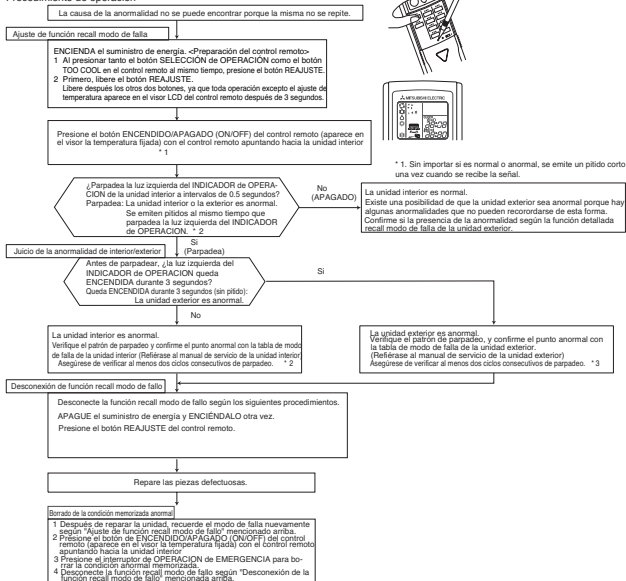 Procedimiento de operación
La causa de la anormalidad no se puede encontrar porque la misma no se repite.
Ajuste de función recall modo de falla
ENCIENDA el suministro de energía. <Preparación del control remoto>
1 Al presionar tanto el botón SELECCIÓN DE OPERACIÓN como el botón
TOO COOL en el control remoto al mismo tiempo, presione el botón REAJUSTE.
2 Primero, libere el botón REAJUSTE.
Libere después los otros dos botones, ya que toda operación excepto el ajuste de
temperatura aparece en el visor LCD del control remoto después de 3 segundos.
MITSUBISHI ELECTRIC
Presione el botón ENCENDIDO/APAGADO (ON/OFF) del control remoto (aparece en
el visor la temperatura fijada) con el control remoto apuntando hacia la unidad interior
* 1
* 1. Sin importar si es normal o anormal, se emite un pitido corto
una vez cuando se recibe la señal.
¿Parpadea la luz izquierda del INDICADOR de OPERA-
CION de la unidad interior a intervalos de 0.5 segundos?
Parpadea: La unidad interior o la exterior es anormal.
Se emiten pitidos al mismo tiempo que
parpadea la luz izquierda del INDICADOR
de OPERACION. * 2
No
(APAGADO)
La unidad interior es normal.
Existe una posibilidad de que la unidad exterior sea anormal porque hay
algunas anormalidades que no pueden recorordarse de esta forma.
Confirme si la presencia de la anormalidad según la función detallada
recall modo de falla de la unidad exterior.
Si
(Parpadea)
Juicio de la anormalidad de interior/exterior
Antes de parpadear, ¿la luz izquierda del
INDICADOR de OPERACION queda
ENCENDIDA durante 3 segundos?
Queda ENCENDIDA durante 3 segundos (sin pitido):
La unidad exterior es anormal.
Si
No
La unidad interior es anormal.
Verifique el patrón de parpadeo y confirme el punto anormal con la tabla de modo
de falla de la unidad interior (Refiérase al manual de servicio de la unidad interior)
Asegúrese de verificar al menos dos ciclos consecutivos de parpadeo. * 2
La unidad exterior es anormal.
Verifique el patrón de parpadeo, y confirme el punto anormal con
la tabla de modo de falla de la unidad exterior.
(Refiérase al manual de servicio de la unidad exterior)
Asegúrese de verificar al menos dos ciclos consecutivos de parpadeo. * 3
Desconexión de función recall modo de fallo
Desconecte la función recall modo de fallo según los siguientes procedimientos.
APAGUE el suministro de energía y ENCIÉNDALO otra vez.
Presione el botón REAJUSTE del control remoto.
Repare las piezas defectuosas.
Borrado de la condición memorizada anormal
1 Después de reparar la unidad, recuerde el modo de falla nuevamente
según "Ajuste de función recall modo de fallo" mencionado arriba.
2 Presione el botón ENCENDIDO/APAGADO (ON/OFF) del control
remoto (aparece en el visor la temperatura fijada) con el control remoto
apuntando hacia la unidad interior
3 Presione el interruptor de OPERACION de EMERGENCIA para bo-
rrar la condición anormal memorizada.
4 Desconecte la función recall modo de fallo según "Desconexión de la
función recall modo de fallo" mencionada arriba.